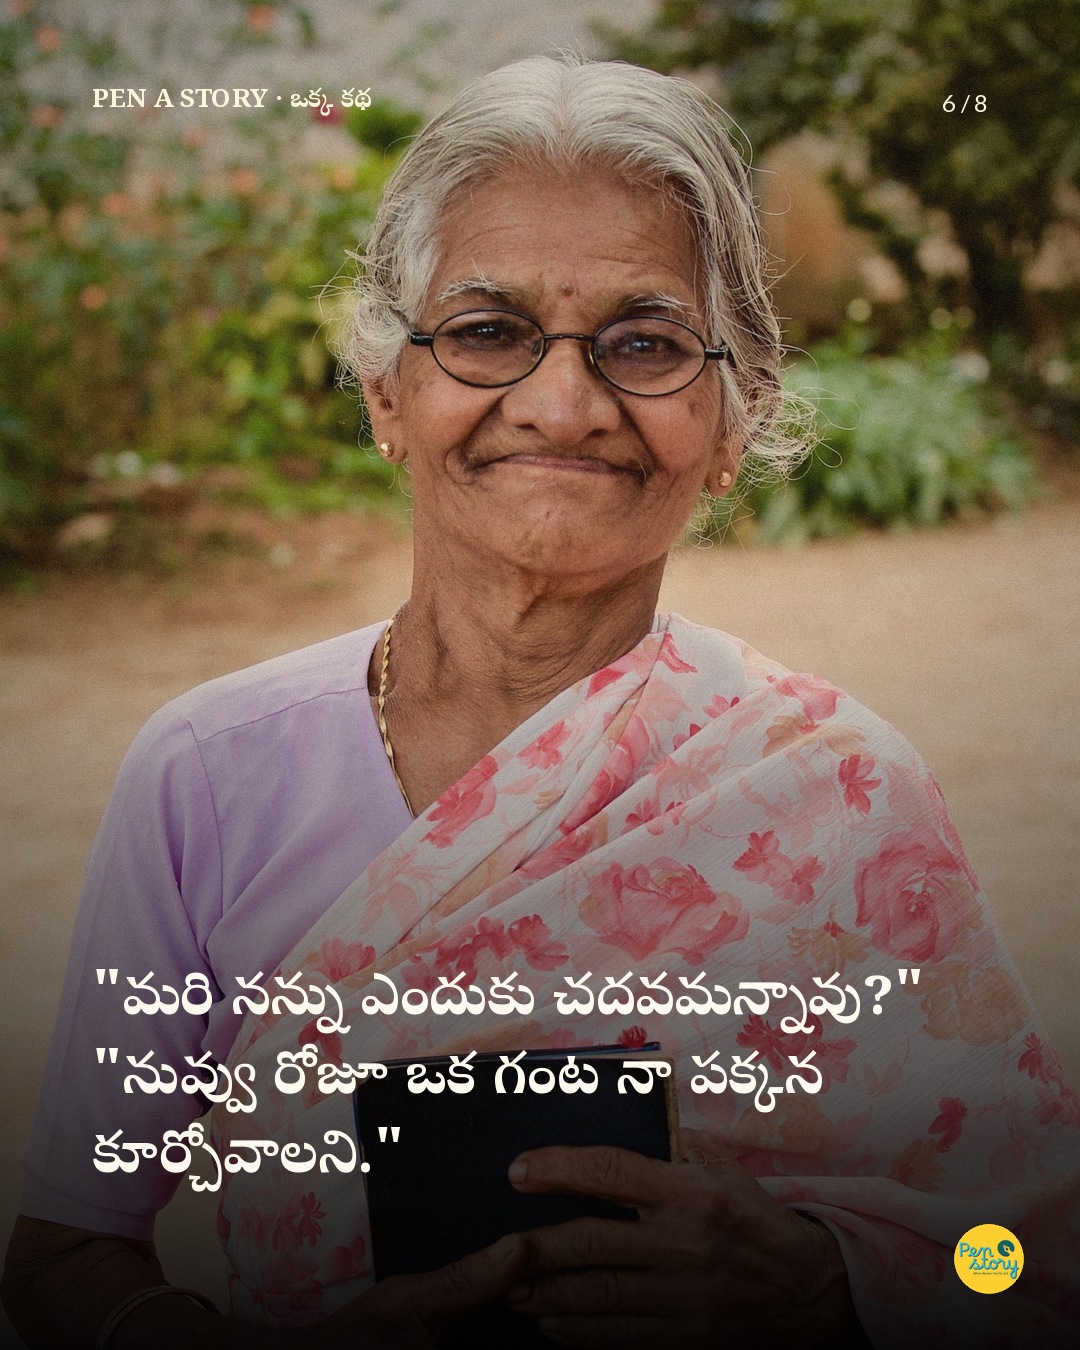 PEN A STORY · ఒక్క కథ
6/8
"మరి నన్ను ఎందుకు చదవమన్నావు?"
"నువ్వు రోజూ ఒక గంట నా పక్కన
కూర్చోవాలని."
Pen
story